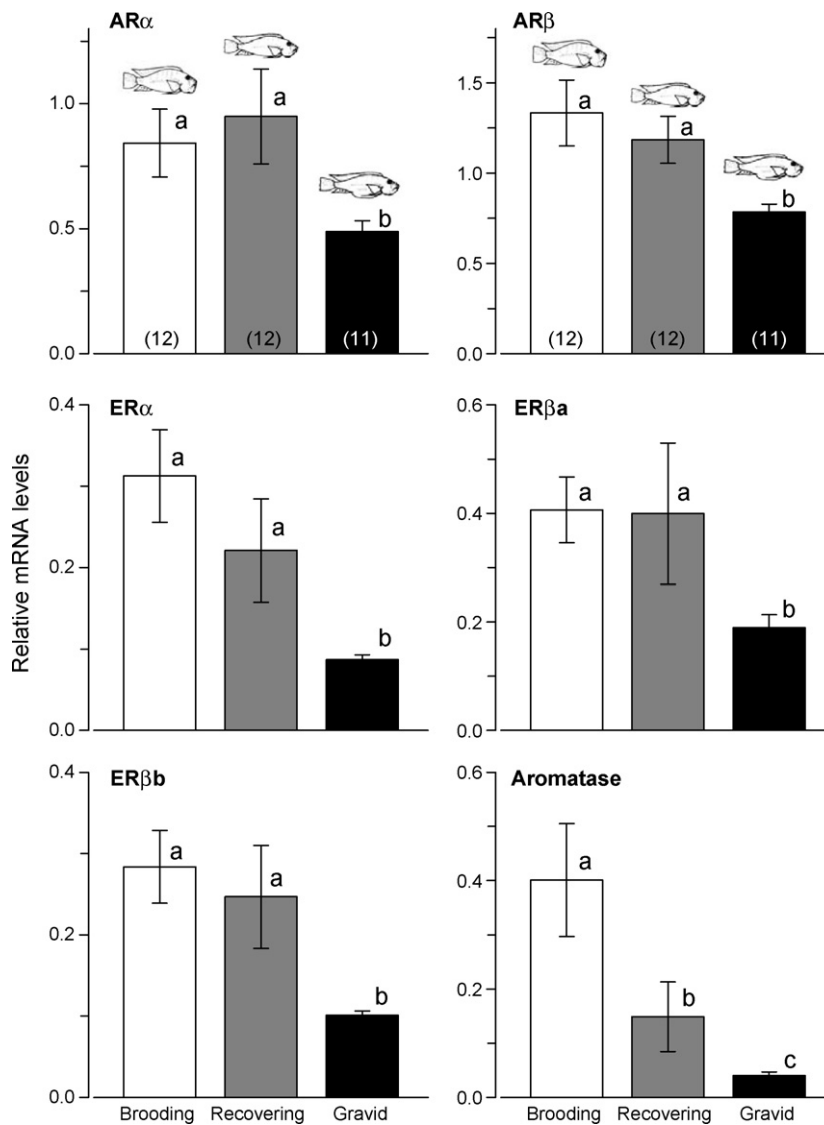 ARα
1.0
0.5
0.0
a
a
b
(12)
(12)
(11)
ARβ
1.5
1.25
0.75
1.5
0.0
a
a
b
(12)
(12)
(11)
Relative mRNA levels
ERα
0.4
0.2
0.0
a
a
b
ERβa
0.6
0.4
0.2
0.0
a
a
b
ERβb
0.4
0.2
0.0
a
a
b
Brooding Recovering Gravid
Aromatase
0.6
0.4
0.2
0.0
a
b
c
Brooding Recovering Gravid